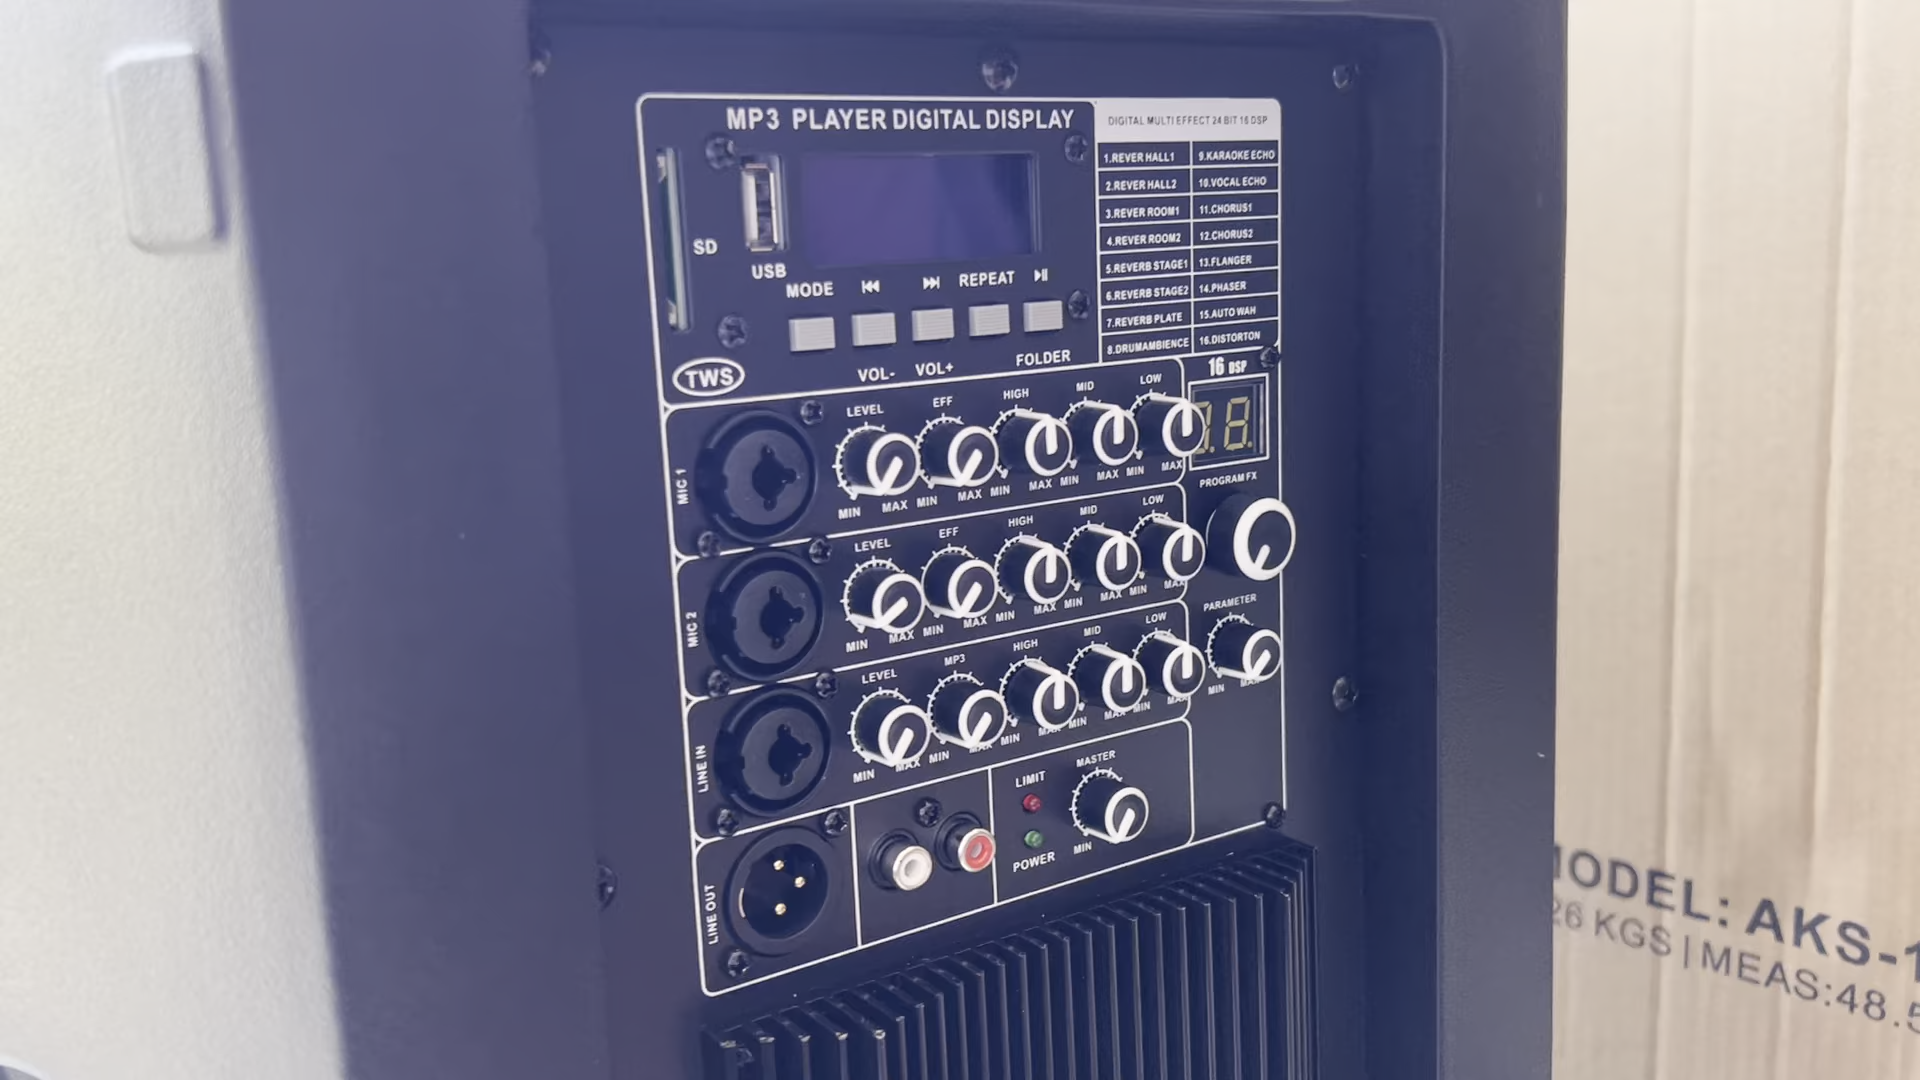 MP3 PLAYER DIGITAL DISPLAY
DIGITAL MULTI EFFECT 24 BIT 16 DSP
1.REVER HALL1
9.KARAOKE ECHO
2.REVER HALL2
10.VOCAL ECHO
3.REVER ROOM1
11.CHORUS1
4.REVER ROOM2
12.CHORUS2
5.REVERB STAGE1
13.FLANGER
6.REVERB STAGE2
14.PHASER
7.REVERB PLATE
15.AUTO WAH
8.DRUMAMBIENCE
16.DISTORTON
SD
USB
MODE
REPEAT
VOL-
VOL+
FOLDER
TWS
16 DSP
MIC 1
LEVEL
EFF
HIGH
MID
LOW
MIN MAX MIN MAX MIN MAX MIN MAX MIN MAX
PROGRAM FX
MIC 2
LEVEL
EFF
HIGH
MID
LOW
MIN MAX MIN MAX MIN MAX MIN MAX MIN MAX
PARAMETER
MIN MAX
LINE IN
LEVEL
MP3
HIGH
MID
LOW
MIN MAX MIN MAX MIN MAX MIN MAX MIN MAX
LINE OUT
LIMIT
POWER
MASTER
MIN
MODEL: AKS-1
26 KGS | MEAS:48.5